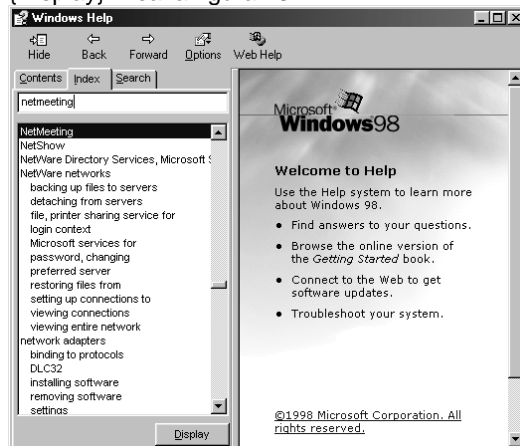 Windows Help
Hide Back Forward Options Web Help
Contents Index Search
netmeeting
NetMeeting
NetShow
NetWare Directory Services, Microsoft
NetWare networks
backing up files to servers
detaching from servers
file, printer sharing service for
login context
Microsoft services for
password, changing
preferred server
restoring files from
setting up connections to
viewing connections
viewing entire network
network adapters
binding to protocols
DLC32
installing software
removing software
settings
Display
Microsoft
Windows98
Welcome to Help
Use the Help system to learn more
about Windows 98.
• Find answers to your questions.
• Browse the online version of
the Getting Started book.
• Connect to the Web to get
software updates.
• Troubleshoot your system.
©1998 Microsoft Corporation. All
rights reserved.